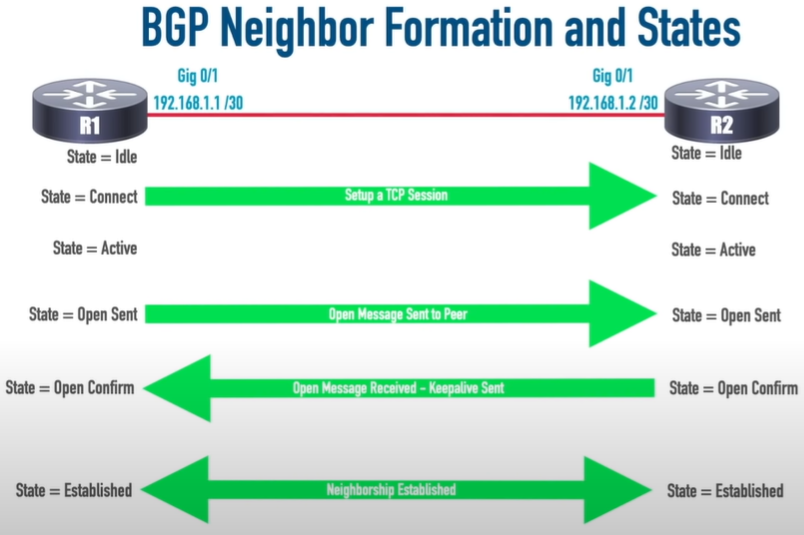 BGP Neighbor Formation and States
Gig 0/1
Gig 0/1
192.168.1.1 /30
192.168.1.2 /30
R1
R2
State = Idle
State = Idle
State = Connect
Setup a TCP Session
State = Connect
State = Active
State = Active
State = Open Sent
Open Message Sent to Peer
State = Open Sent
State = Open Confirm
Open Message Received - Keepalive Sent
State = Open Confirm
State = Established
Neighborship Established
State = Established